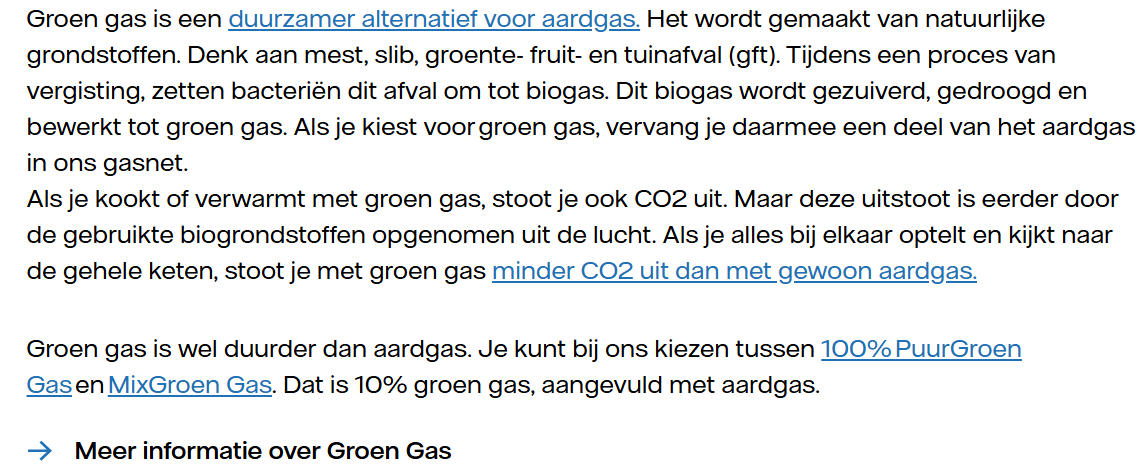 Groen gas is een duurzamer alternatief voor aardgas. Het wordt gemaakt van natuurlijke
grondstoffen. Denk aan mest, slib, groente- fruit- en tuinafval (gft). Tijdens een proces van
vergisting, zetten bacteriën dit afval om tot biogas. Dit biogas wordt gezuiverd, gedroogd en
bewerkt tot groen gas. Als je kiest voor groen gas, vervang je daarmee een deel van het aardgas
in ons gasnet.
Als je kookt of verwarmt met groen gas, stoot je ook CO2 uit. Maar deze uitstoot is eerder door
de gebruikte biogrondstoffen opgenomen uit de lucht. Als je alles bij elkaar optelt en kijkt naar
de gehele keten, stoot je met groen gas minder CO2 uit dan met gewoon aardgas.
Groen gas is wel duurder dan aardgas. Je kunt bij ons kiezen tussen 100% PuurGroen
Gas en MixGroen Gas. Dat is 10% groen gas, aangevuld met aardgas.
→ Meer informatie over Groen Gas